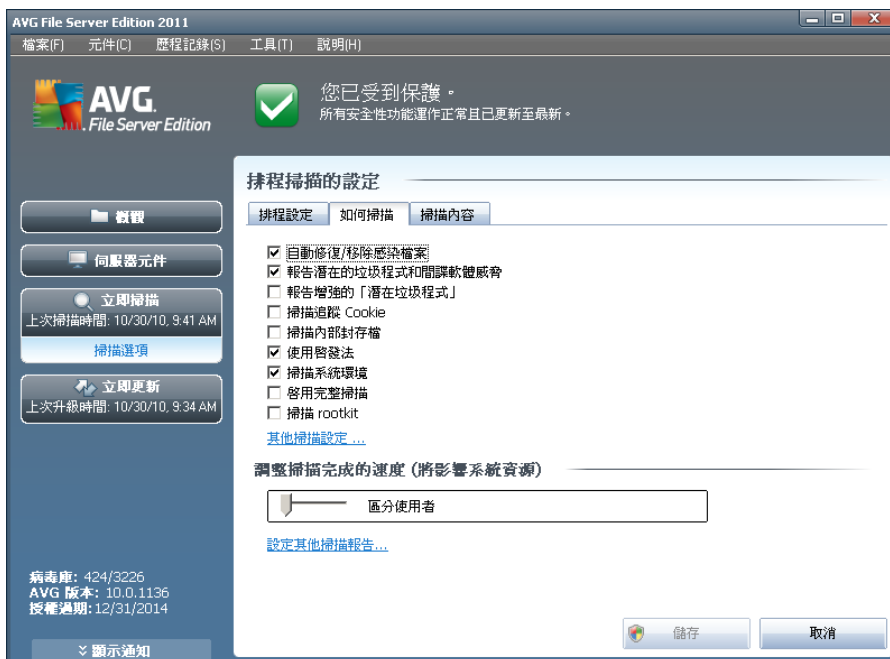 AVG File Server Edition 2011
檔案(F) 元件(C) 歷程記錄(S) 工具(T) 說明(H)
AVG.
File Server Edition
您已受到保護。
所有安全性功能運作正常且已更新至最新。
概觀
伺服器元件
立即掃描
上次掃描時間: 10/30/10, 9:41 AM
掃描選項
立即更新
上次升級時間: 10/30/10, 9:34 AM
病毒庫: 424/3226
AVG 版本: 10.0.1136
授權過期:12/31/2014
顯示通知
排程掃描的設定
排程設定 如何掃描 掃描內容
自動修復/移除感染檔案
報告潛在的垃圾程式和間諜軟體威脅
報告增強的「潛在垃圾程式」
掃描追蹤 Cookie
掃描內部封存檔
使用啓發法
掃描系統環境
啓用完整掃描
掃描 rootkit
其他掃描設定 ...
調整掃描完成的速度 (將影響系統資源)
區分使用者
設定其他掃描報告...
儲存 取消